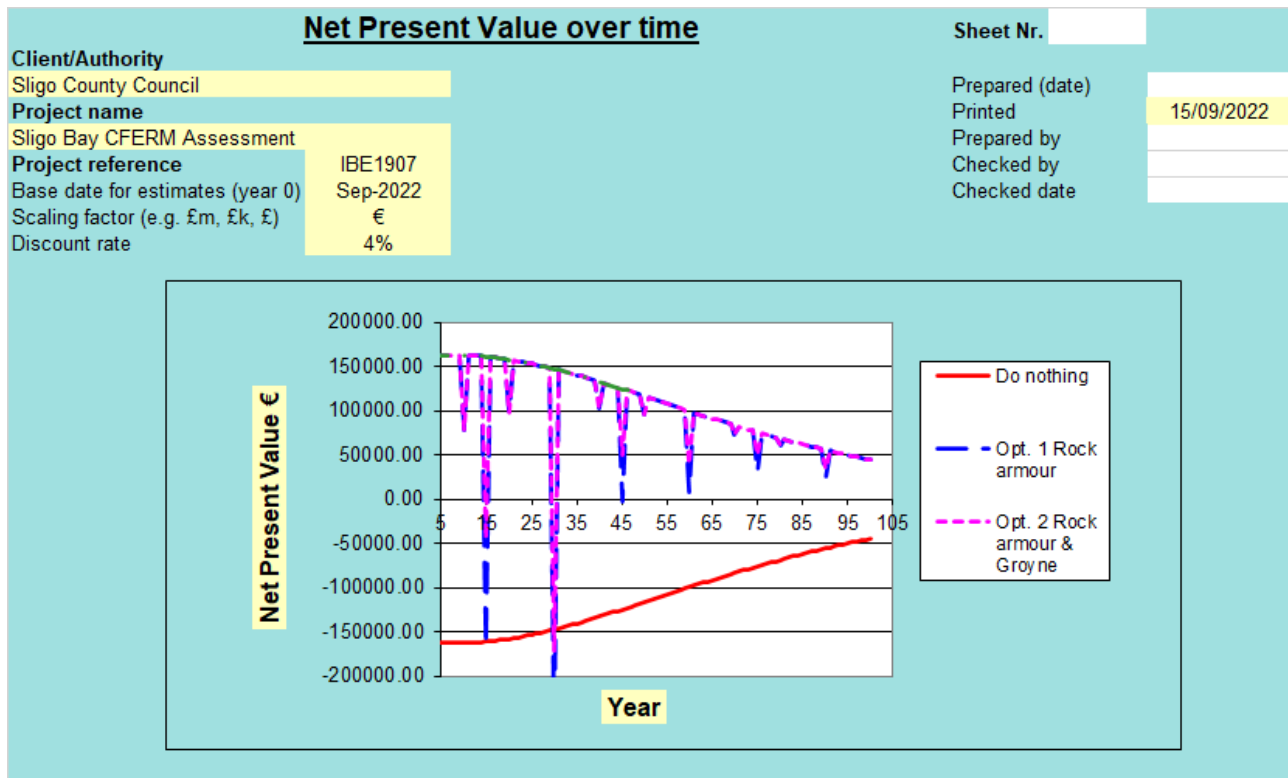 Net Present Value over time
Sheet Nr.
Client/Authority
Sligo County Council
Prepared (date)
Project name
Printed 15/09/2022
Sligo Bay CFERM Assessment
Prepared by
Project reference IBE1907
Checked by
Base date for estimates (year 0) Sep-2022
Checked date
Scaling factor (e.g. £m, £k, £) €
Discount rate 4%
200000.00
150000.00
100000.00
50000.00
0.00
-50000.00
-100000.00
-150000.00
-200000.00
5 15 25 35 45 55 65 75 85 95 105
Net Present Value €
Year
Do nothing
Opt. 1 Rock
armour
Opt. 2 Rock
armour &
Groyne